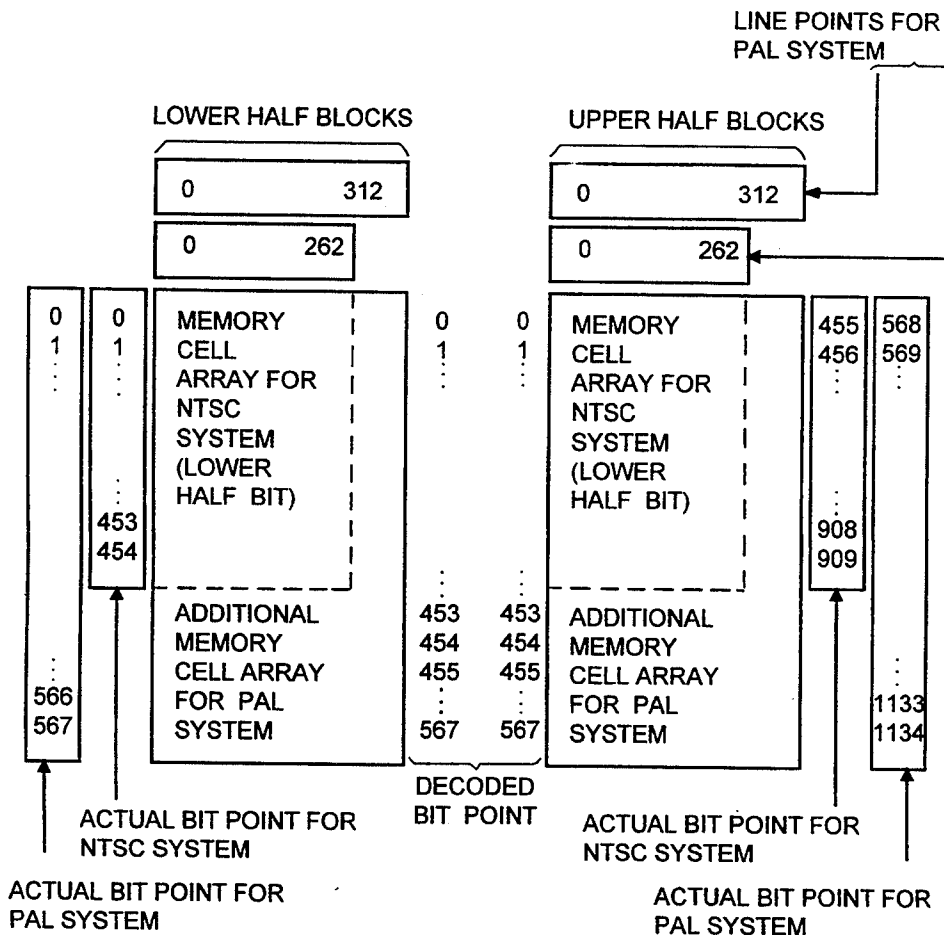 LINE POINTS FOR
PAL SYSTEM
LOWER HALF BLOCKS
UPPER HALF BLOCKS
0 312
0 312
0 262
0 262
0 0 MEMORY 0 0 MEMORY 455 568
1 1 CELL 1 1 CELL 456 569
ARRAY FOR ARRAY FOR
NTSC NTSC
SYSTEM SYSTEM
(LOWER (LOWER
HALF BIT) HALF BIT)
453 908
454 909
ADDITIONAL 453 453 ADDITIONAL
MEMORY 454 454 MEMORY
CELL ARRAY 455 455 CELL ARRAY
566 FOR PAL FOR PAL 1133
567 SYSTEM 567 567 SYSTEM 1134
DECODED
BIT POINT
ACTUAL BIT POINT FOR
NTSC SYSTEM
ACTUAL BIT POINT FOR
NTSC SYSTEM
ACTUAL BIT POINT FOR
PAL SYSTEM
ACTUAL BIT POINT FOR
PAL SYSTEM